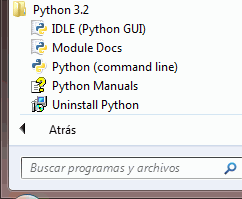 Python 3.2
IDLE (Python GUI)
Module Docs
Python (command line)
Python Manuals
Uninstall Python
Atrás
Buscar programas y archivos